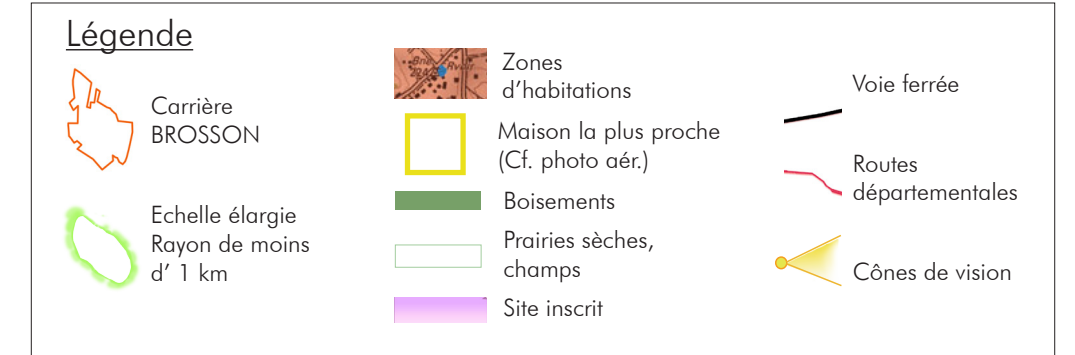 Légende
Carrière
BROSSON
Echelle élargie
Rayon de moins
d' 1 km
Zones
d'habitations
Maison la plus proche
(Cf. photo aér.)
Boisements
Prairies sèches,
champs
Site inscrit
Voie ferrée
Routes
départementales
Cônes de vision